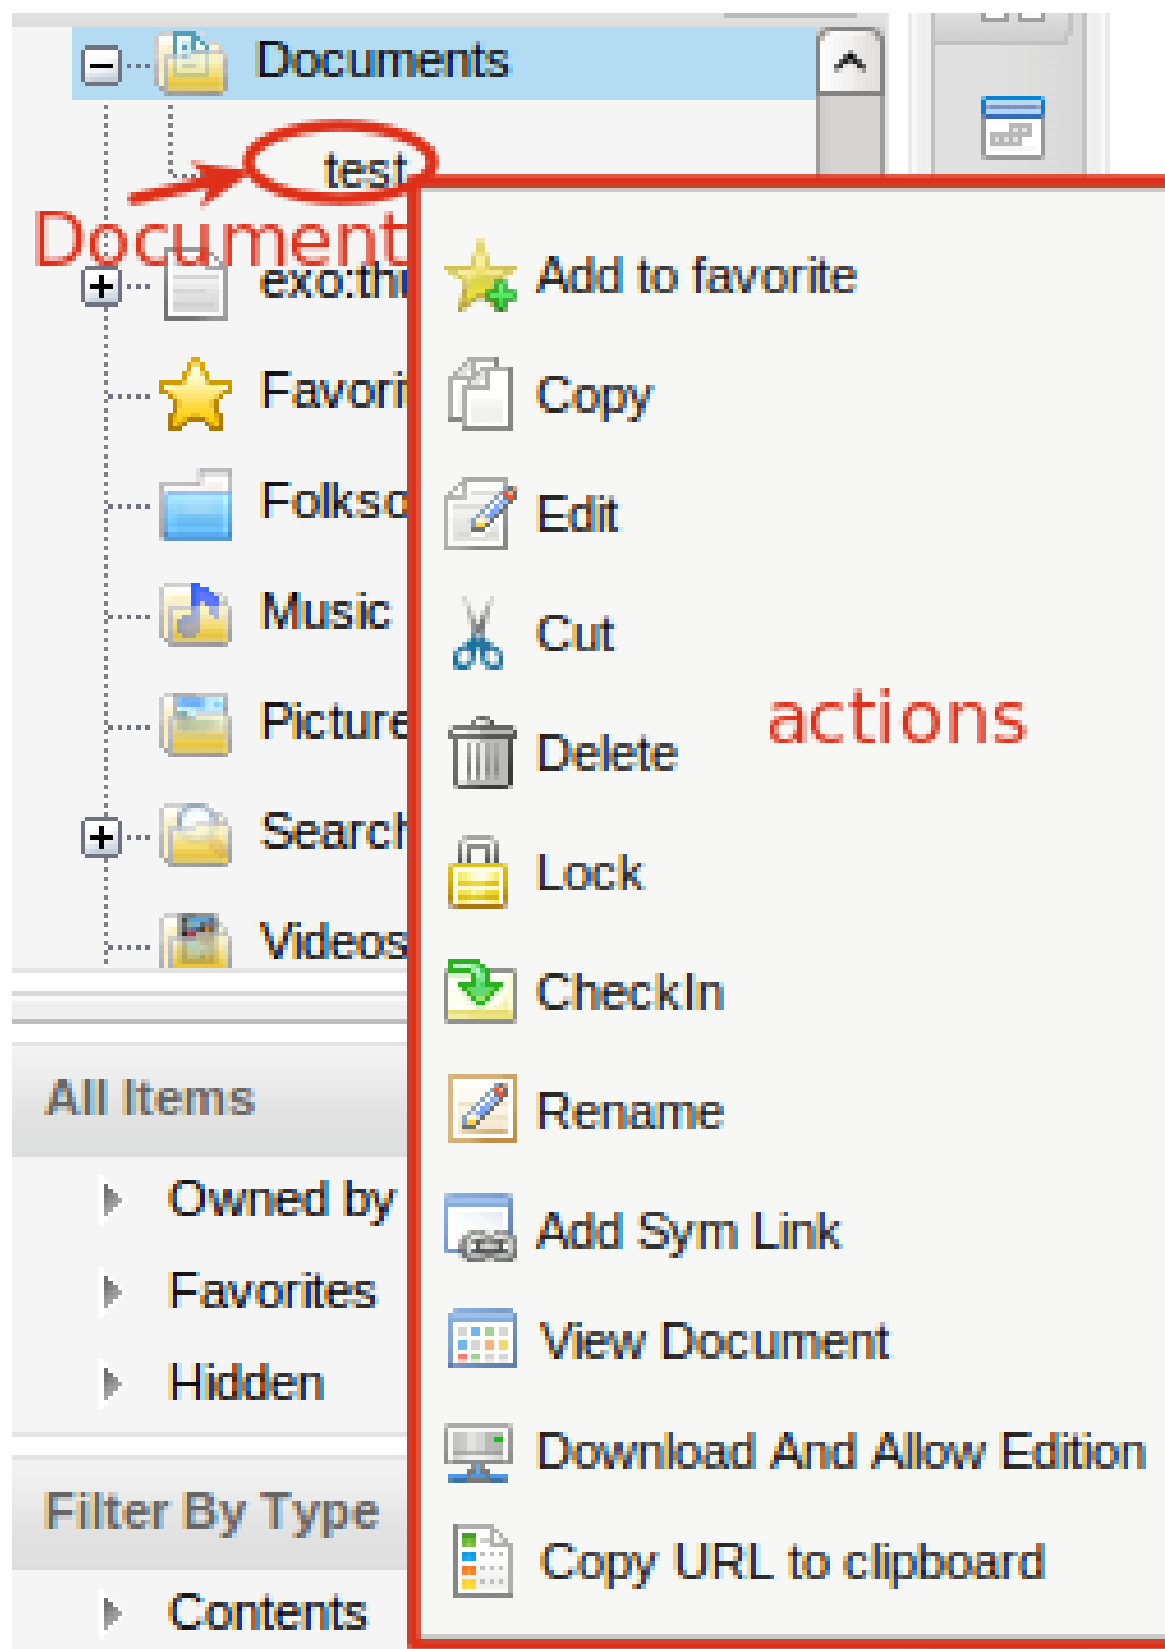 Documents
test
Document
exo:thi
Favori
Folkso
Music
Picture
Search
Videos
All Items
Owned by
Favorites
Hidden
Filter By Type
Contents
Add to favorite
Copy
Edit
Cut
Delete
actions
Lock
CheckIn
Rename
Add Sym Link
View Document
Download And Allow Edition
Copy URL to clipboard